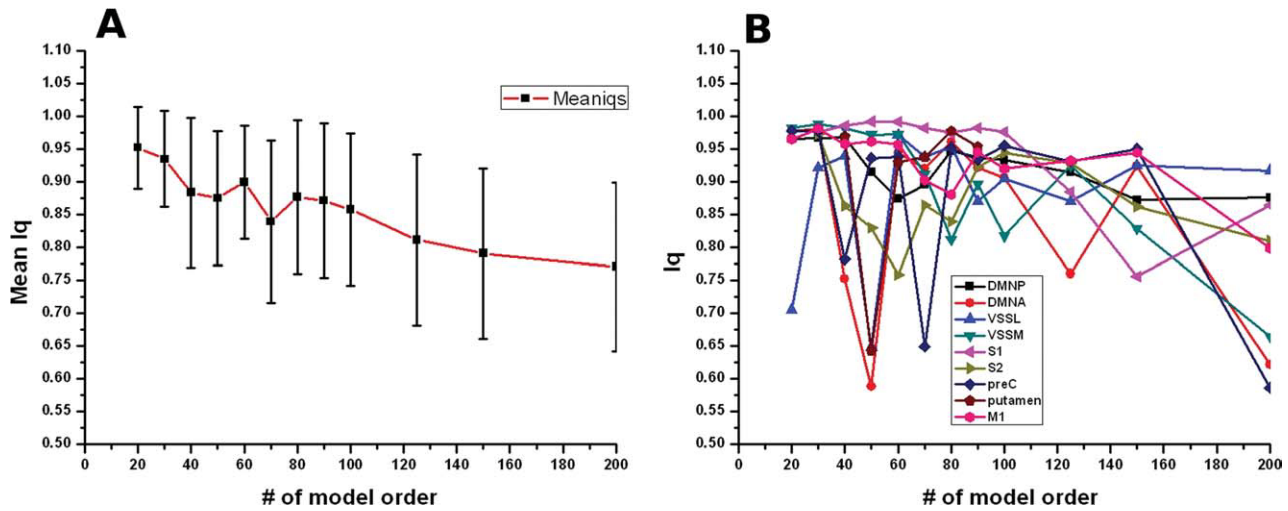 A
Mean Iq
1.10
1.05
1.00
0.95
0.90
0.85
0.80
0.75
0.70
0.65
0.60
0.55
0.50
Meaniqs
0 20 40 60 80 100 120 140 160 180 200
# of model order
B
Iq
1.10
1.05
1.00
0.95
0.90
0.85
0.80
0.75
0.70
0.65
0.60
0.55
0.50
DMNP
DMNA
VSSL
VSSM
S1
S2
preC
putamen
M1
0 20 40 60 80 100 120 140 160 180 200
# of model order